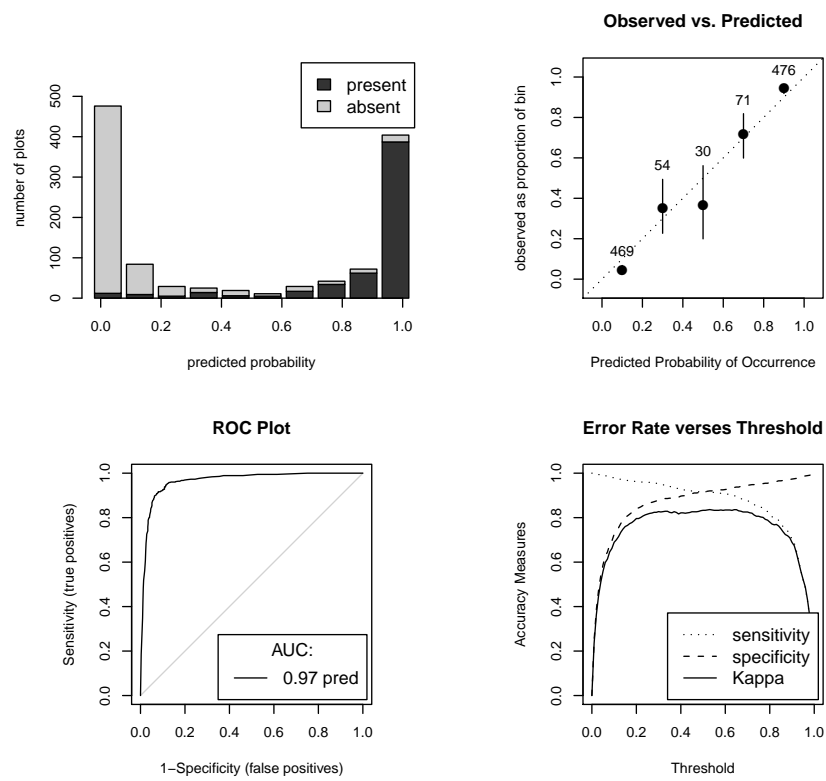 present
absent
number of plots
0
100
200
300
400
500
0.0 0.2 0.4 0.6 0.8 1.0
predicted probability
Observed vs. Predicted
469
54
30
71
476
observed as proportion of bin
0.0 0.2 0.4 0.6 0.8 1.0
0.0 0.2 0.4 0.6 0.8 1.0
Predicted Probability of Occurrence
ROC Plot
Sensitivity (true positives)
0.0 0.2 0.4 0.6 0.8 1.0
AUC:
0.97 pred
0.0 0.2 0.4 0.6 0.8 1.0
1−Specificity (false positives)
Error Rate verses Threshold
Accuracy Measures
0.0 0.2 0.4 0.6 0.8 1.0
sensitivity
specificity
Kappa
0.0 0.2 0.4 0.6 0.8 1.0
Threshold